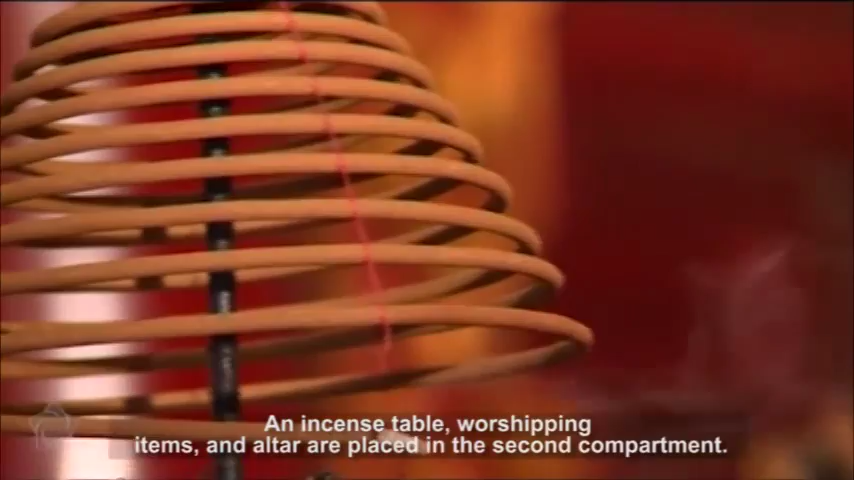 An incense table, worshipping
items, and altar are placed in the second compartment.